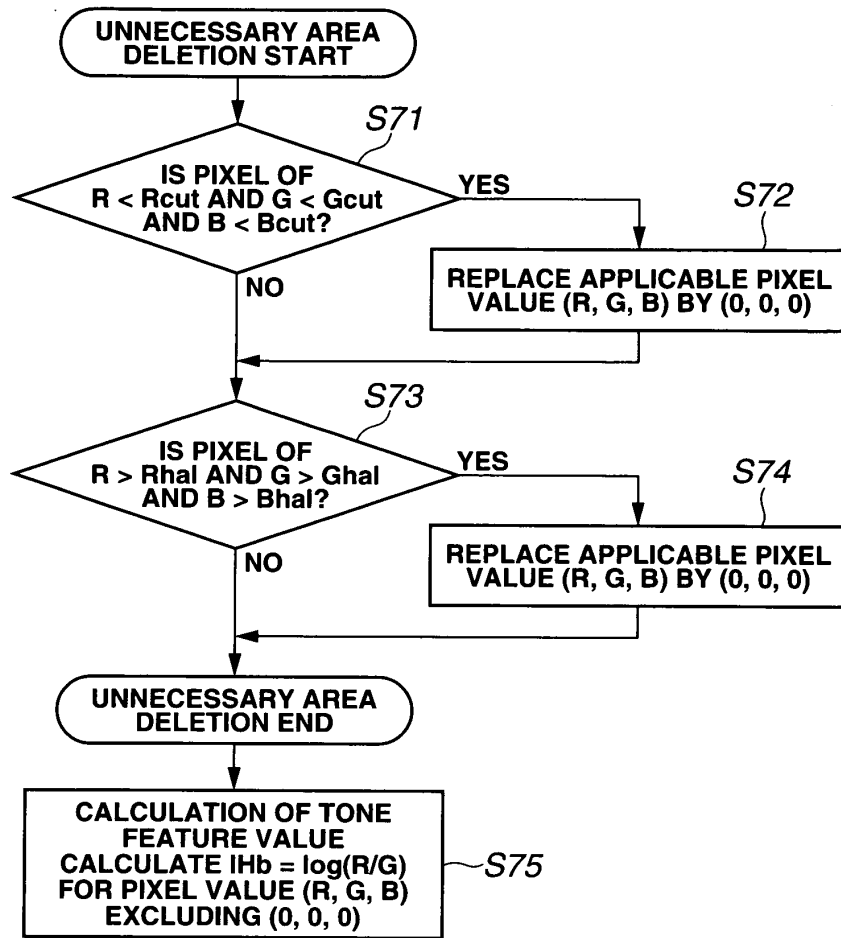 UNNECESSARY AREA
DELETION START
S71
IS PIXEL OF
R < Rcut AND G < Gcut
AND B < Bcut?
YES
NO
S72
REPLACE APPLICABLE PIXEL
VALUE (R, G, B) BY (0, 0, 0)
S73
IS PIXEL OF
R > Rhal AND G > Ghal
AND B > Bhal?
YES
NO
S74
REPLACE APPLICABLE PIXEL
VALUE (R, G, B) BY (0, 0, 0)
UNNECESSARY AREA
DELETION END
CALCULATION OF TONE
FEATURE VALUE
CALCULATE IHb = log(R/G)
FOR PIXEL VALUE (R, G, B)
EXCLUDING (0, 0, 0)
S75